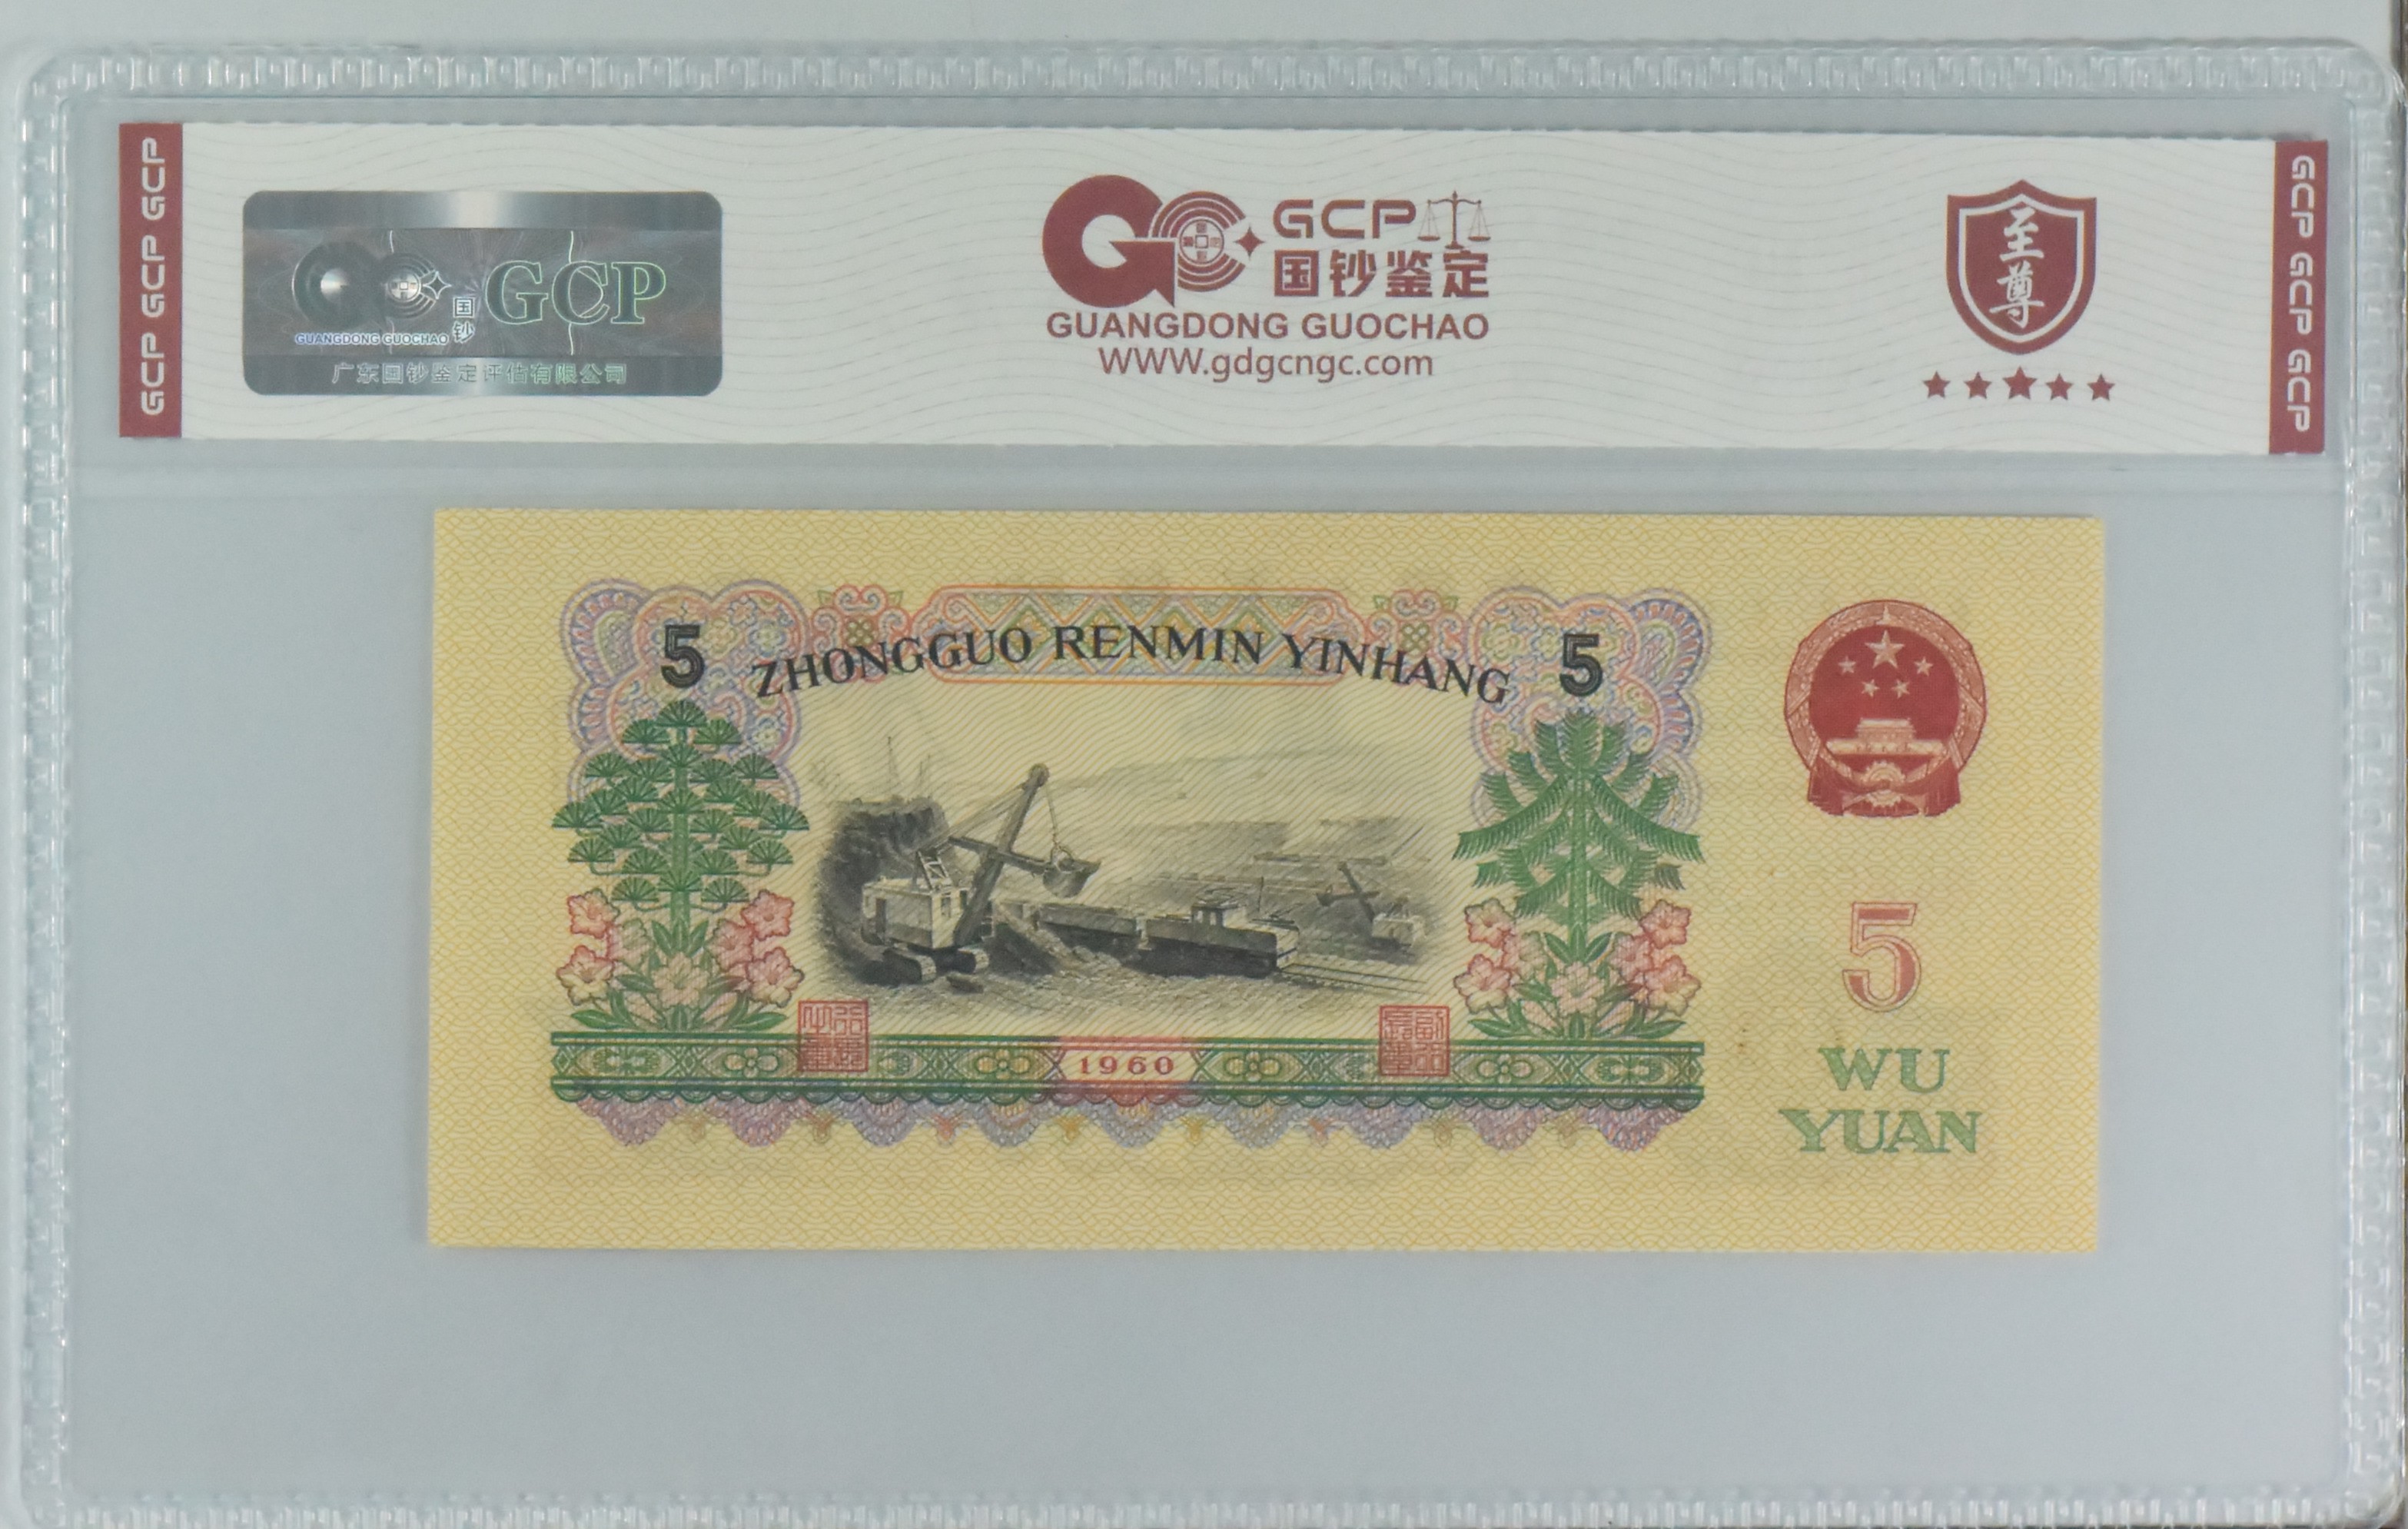 GCP GCP GCP
国钞
GCP
GUANGDONG GUOCHAO
广东国钞鉴定评估有限公司
GCP
国钞鉴定
GUANGDONG GUOCHAO
WWW.gdgcngc.com
至尊
GCP GCP GCP
5
ZHONGGUO RENMIN YINHANG
5
1960
5
WU
YUAN